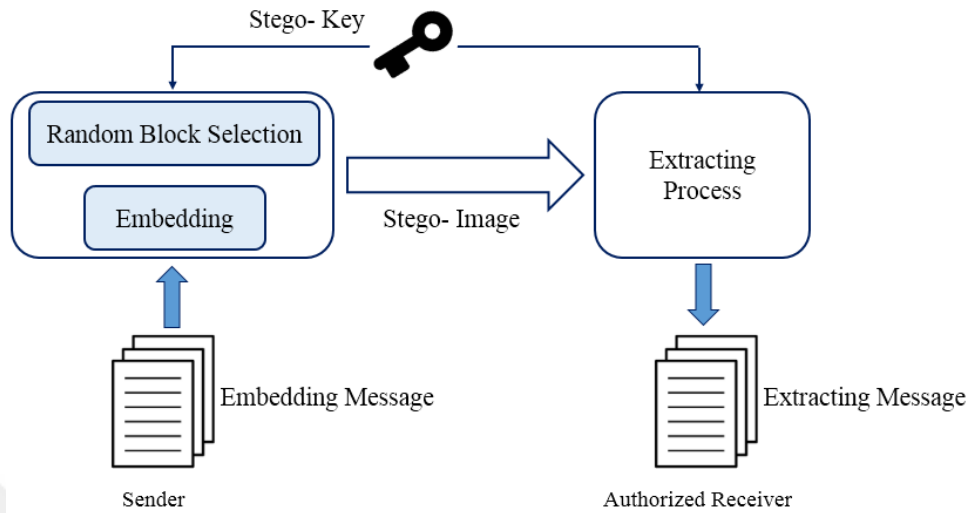 Stego- Key
Random Block Selection
Embedding
Extracting
Process
Stego- Image
Embedding Message
Extracting Message
Sender
Authorized Receiver